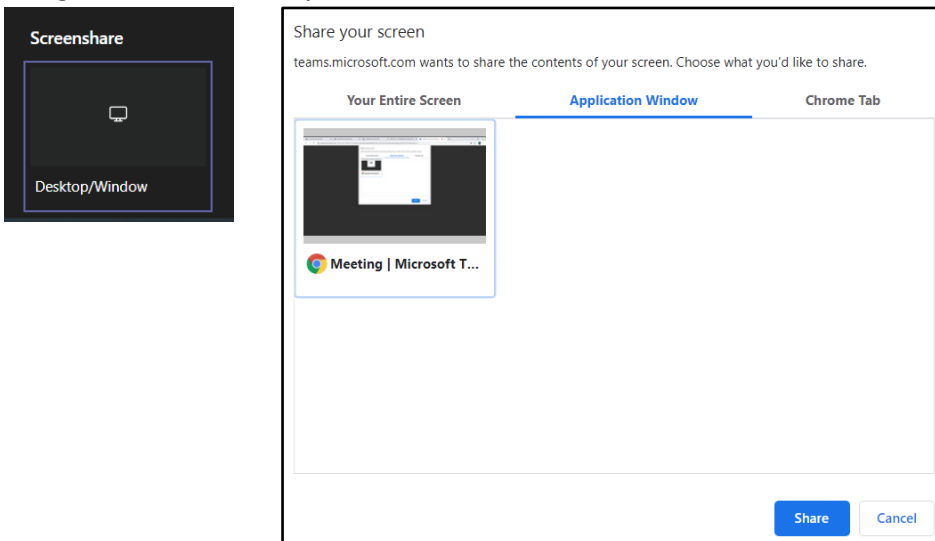 Screenshare
Desktop/Window
Share your screen
teams.microsoft.com wants to share the contents of your screen. Choose what you'd like to share.
Your Entire Screen Application Window Chrome Tab
Meeting | Microsoft T...
Share Cancel